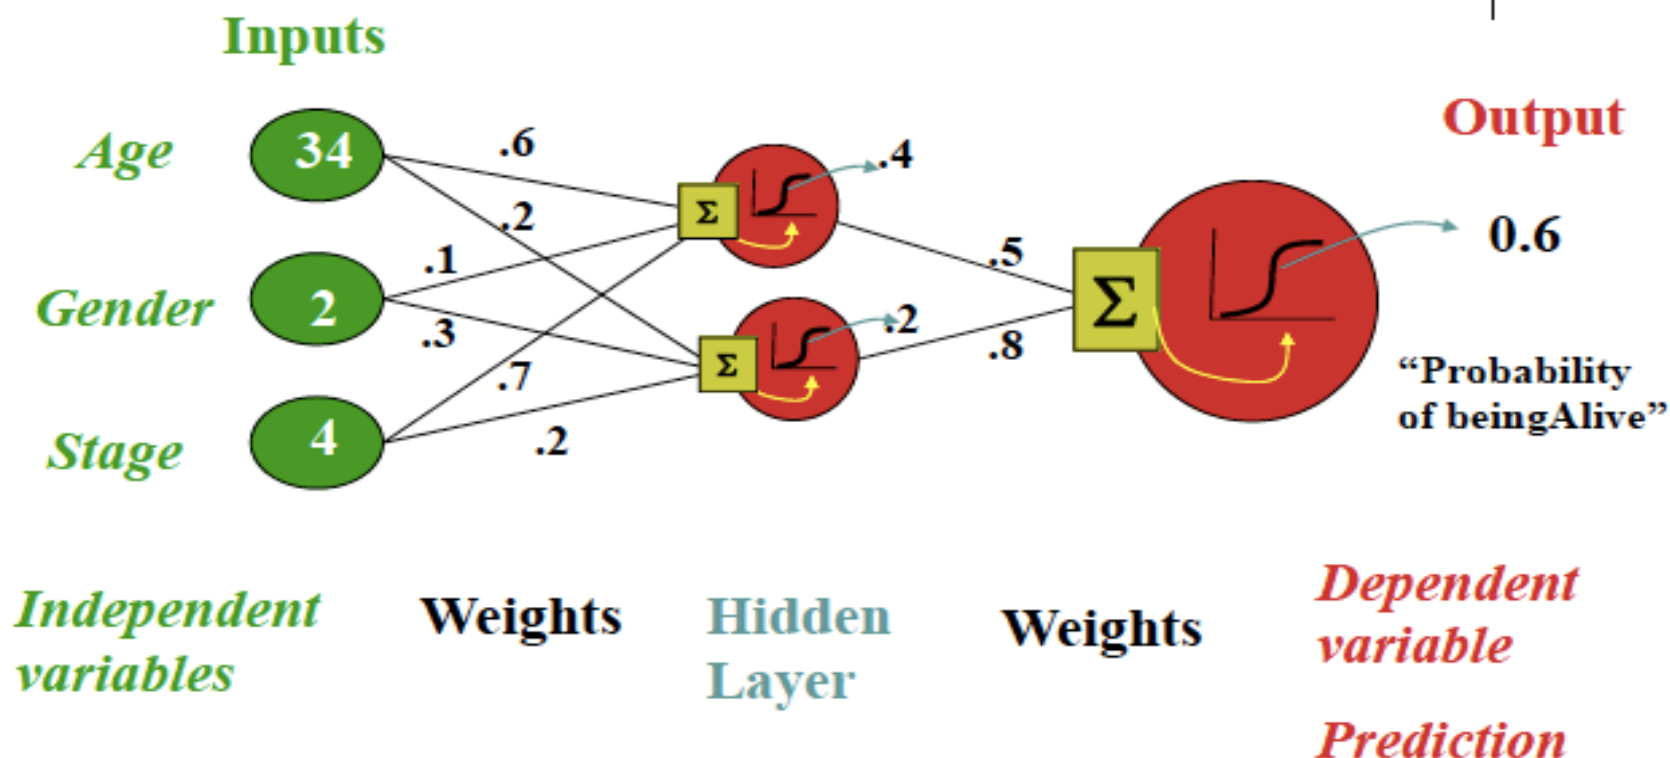 Inputs
Output
Age
34
.6
.4
.2
Σ
0.6
.1
.5
Gender
2
Σ
.3
.2
.8
Σ
“Probability
of beingAlive”
.7
Stage
4
.2
Independent
variables
Weights
Hidden
Layer
Weights
Dependent
variable
Prediction